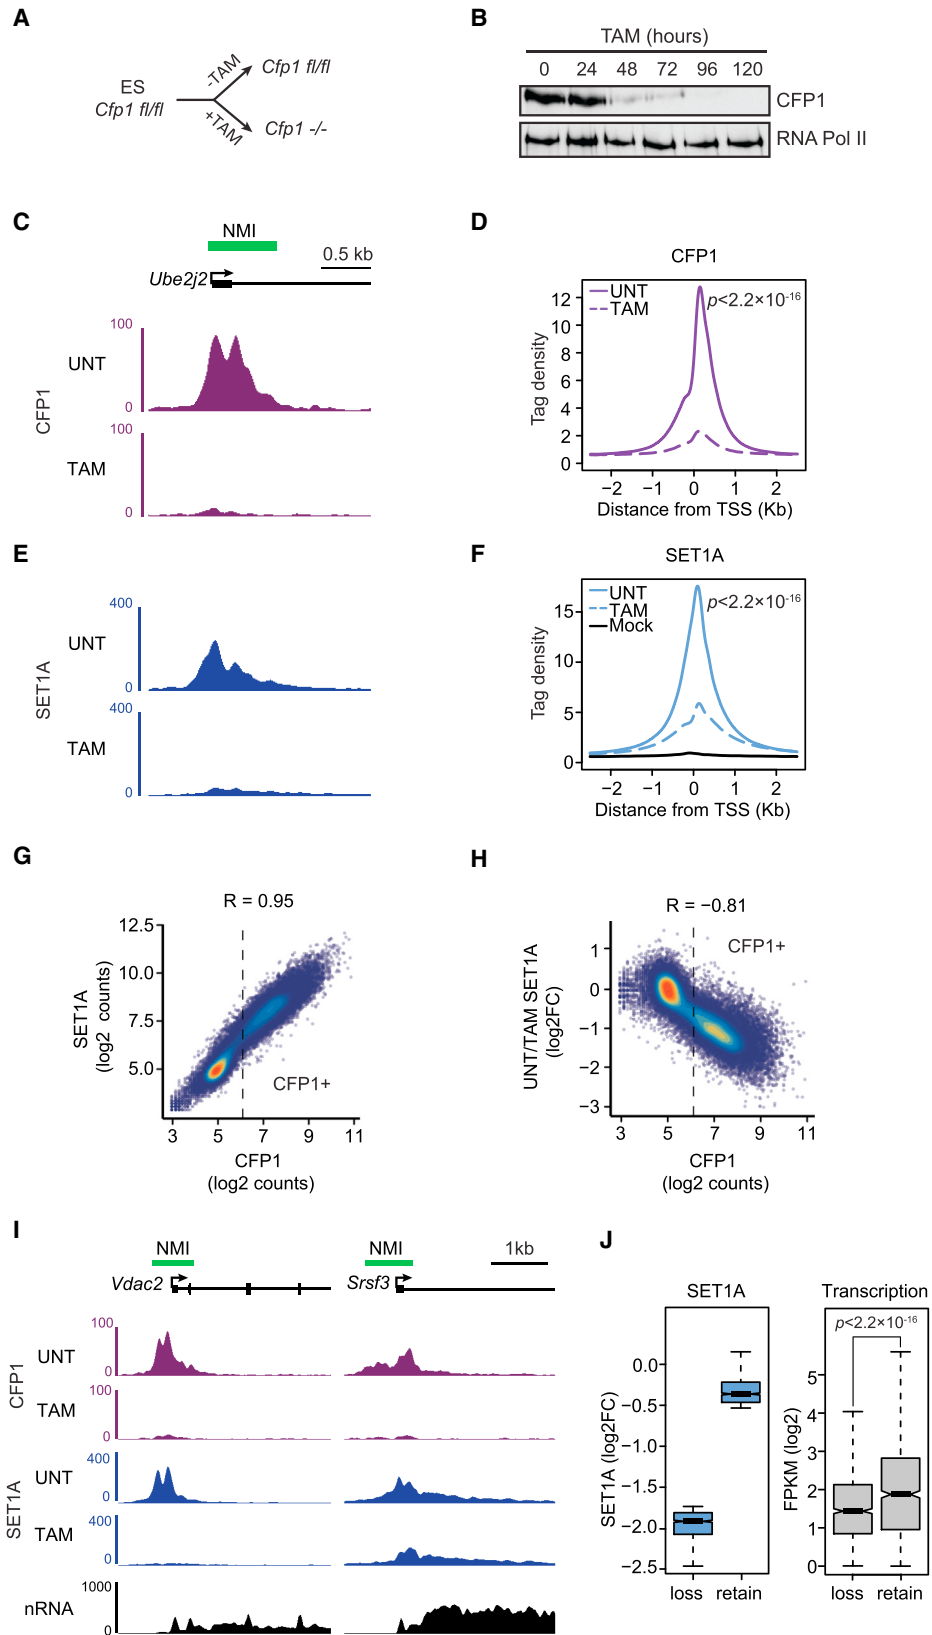 A
ES
Cfp1 fl/fl
-TAM
+TAM
Cfp1 fl/fl
Cfp1 -/-
B
TAM (hours)
0 24 48 72 96 120
CFP1
RNA Pol II
C
NMI
0.5 kb
Ube2j2
CFP1
UNT
100
0
TAM
100
0
D
CFP1
UNT
TAM
p<2.2×10-16
Tag density
12
10
8
6
4
2
0
−2 −1 0 1 2
Distance from TSS (Kb)
E
SET1A
UNT
400
0
TAM
400
0
F
SET1A
UNT
TAM
Mock
p<2.2×10-16
Tag density
15
10
5
0
−2 −1 0 1 2
Distance from TSS (Kb)
G
R = 0.95
SET1A
(log2 counts)
12.5
10.0
7.5
5.0
CFP1+
3 5 7 9 11
CFP1
(log2 counts)
H
R = −0.81
UNT/TAM SET1A
(log2FC)
1
0
−1
−2
−3
CFP1+
3 5 7 9 11
CFP1
(log2 counts)
I
NMI
NMI
1kb
Vdac2
Srsf3
CFP1
UNT
100
0
TAM
100
0
SET1A
UNT
400
0
TAM
400
0
nRNA
1000
0
J
SET1A
SET1A (log2FC)
0.0
−0.5
−1.0
−1.5
−2.0
−2.5
loss retain
Transcription
p<2.2×10-16
FPKM (log2)
5
4
3
2
1
0
loss retain